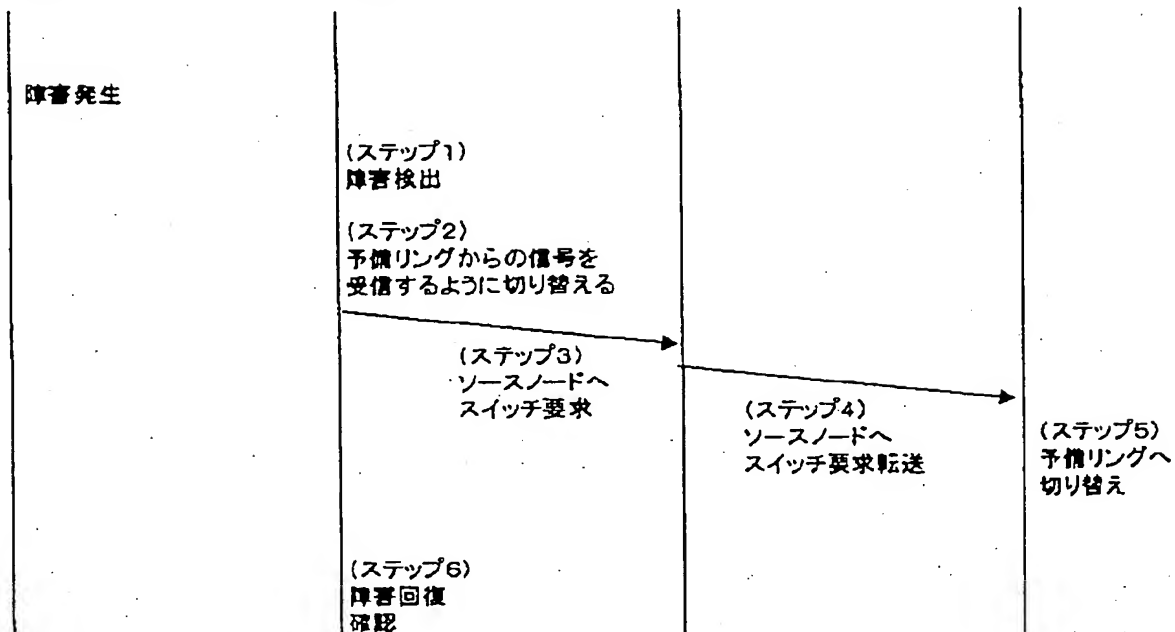 障害発生
(ステップ1)
障害検出
(ステップ2)
予備リングからの信号を
受信するように切り替える
(ステップ3)
ソースノードへ
スイッチ要求
(ステップ4)
ソースノードへ
スイッチ要求転送
(ステップ5)
予備リングへ
切り替え
(ステップ6)
障害回復
確認